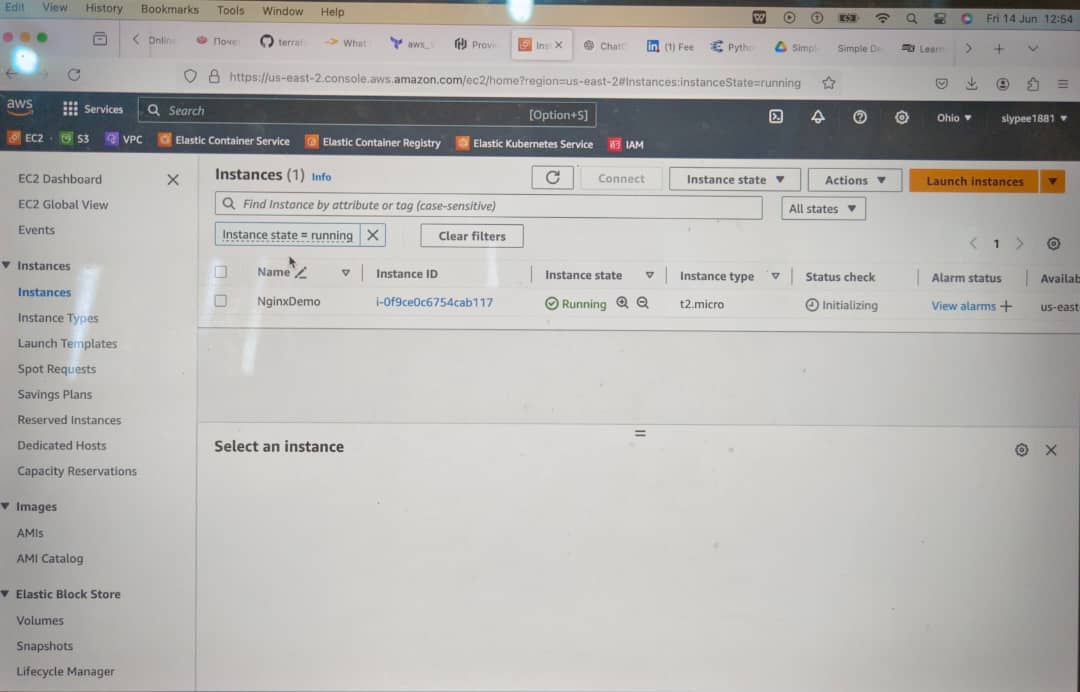 Edit View History Bookmarks Tools Window Help Fri 14 Jun 12:54
Onlin Поче terraf What aws_ Provi Inst ChatG (1) Fee Pytho Simpl Simple De Learn
https://us-east-2.console.aws.amazon.com/ec2/home?region=us-east-2#Instances:instanceState=running
aws Services Search [Option+S] Ohio slypee1881
EC2 S3 VPC Elastic Container Service Elastic Container Registry Elastic Kubernetes Service IAM
EC2 Dashboard
EC2 Global View
Events
Instances
Instances
Instance Types
Launch Templates
Spot Requests
Savings Plans
Reserved Instances
Dedicated Hosts
Capacity Reservations
Images
AMIs
AMI Catalog
Elastic Block Store
Volumes
Snapshots
Lifecycle Manager
Instances (1) Info Connect Instance state Actions Launch instances
Find Instance by attribute or tag (case-sensitive) All states
Instance state = running Clear filters 1
Name Instance ID Instance state Instance type Status check Alarm status Availab
NginxDemo i-0f9ce0c6754cab117 Running t2.micro Initializing View alarms us-east
Select an instance